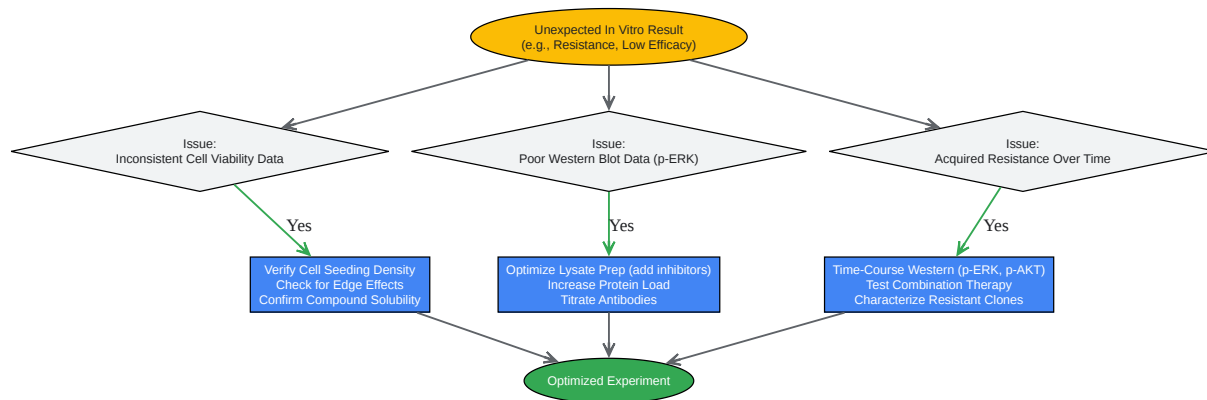 Unexpected In Vitro Result
(e.g., Resistance, Low Efficacy)
Issue:
Inconsistent Cell Viability Data
Issue:
Poor Western Blot Data (p-ERK)
Issue:
Acquired Resistance Over Time
Yes
Yes
Yes
Verify Cell Seeding Density
Check for Edge Effects
Confirm Compound Solubility
Optimize Lysate Prep (add inhibitors)
Increase Protein Load
Titrate Antibodies
Time-Course Western (p-ERK, p-AKT)
Test Combination Therapy
Characterize Resistant Clones
Optimized Experiment